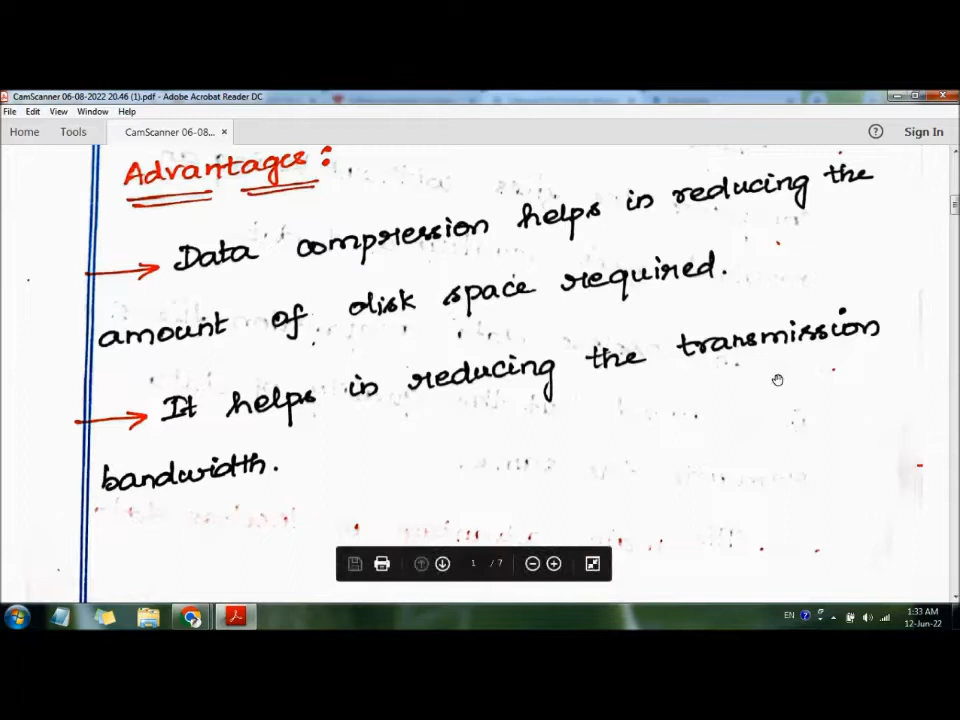 CamScanner 06-08-2022 20.46 (1).pdf - Adobe Acrobat Reader DC
File Edit View Window Help
Home Tools CamScanner 06-08... × Sign In
Advantages:
→ Data compression helps in reducing the
amount of disk space required.
→ It helps in reducing the transmission
bandwidth.
1 / 7
EN 1:33 AM
12-Jun-22